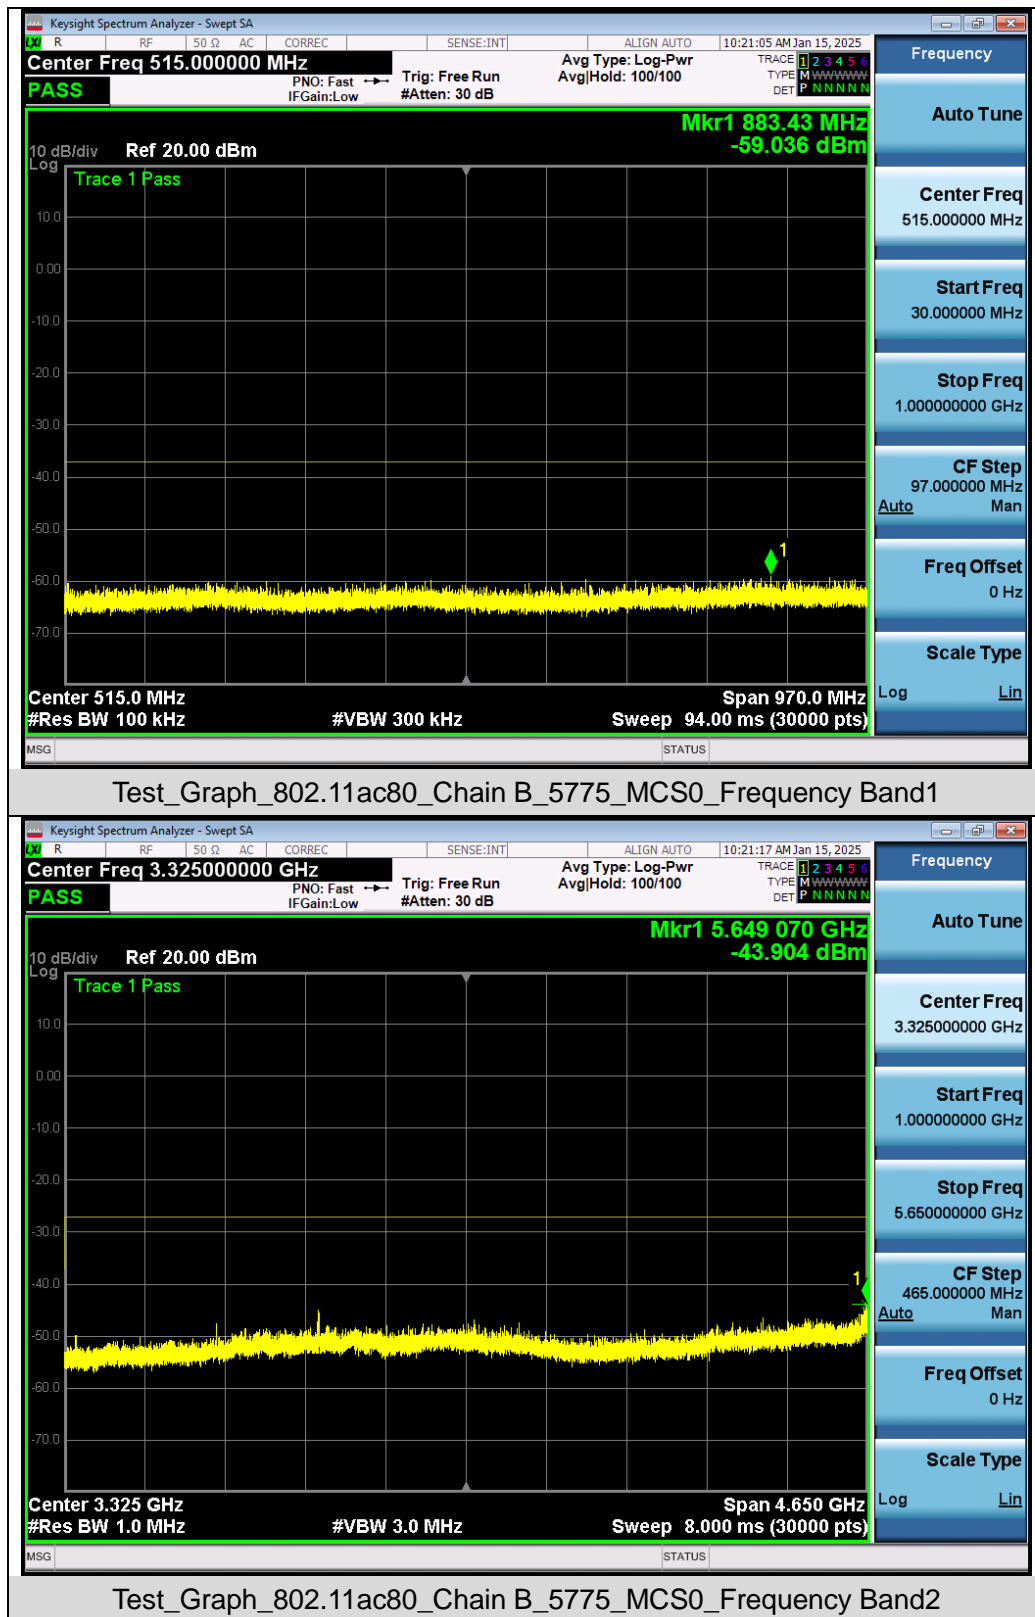 Keysight Spectrum Analyzer - Swept SA
LXI R RF 50 Ω AC CORREC SENSE:INT ALIGN AUTO 10:21:05 AM Jan 15, 2025
Center Freq 515.000000 MHz
PASS
PNO: Fast
IFGain:Low
Trig: Free Run
#Atten: 30 dB
Avg Type: Log-Pwr
Avg|Hold: 100/100
TRACE 1 2 3 4 5 6
TYPE M WWWWW
DET P N N N N N
Mkr1 883.43 MHz
-59.036 dBm
10 dB/div Ref 20.00 dBm
Log
Trace 1 Pass
10.0
0.00
-10.0
-20.0
-30.0
-40.0
-50.0
1
-60.0
-70.0
Center 515.0 MHz Span 970.0 MHz
#Res BW 100 kHz #VBW 300 kHz Sweep 94.00 ms (30000 pts)
MSG STATUS
Frequency
Auto Tune
Center Freq
515.000000 MHz
Start Freq
30.000000 MHz
Stop Freq
1.000000000 GHz
CF Step
97.000000 MHz
Auto Man
Freq Offset
0 Hz
Scale Type
Log Lin
Test_Graph_802.11ac80_Chain B_5775_MCS0_Frequency Band1
Keysight Spectrum Analyzer - Swept SA
LXI R RF 50 Ω AC CORREC SENSE:INT ALIGN AUTO 10:21:17 AM Jan 15, 2025
Center Freq 3.325000000 GHz
PASS
PNO: Fast
IFGain:Low
Trig: Free Run
#Atten: 30 dB
Avg Type: Log-Pwr
Avg|Hold: 100/100
TRACE 1 2 3 4 5 6
TYPE M WWWWW
DET P N N N N N
Mkr1 5.649 070 GHz
-43.904 dBm
10 dB/div Ref 20.00 dBm
Log
Trace 1 Pass
10.0
0.00
-10.0
-20.0
-30.0
-40.0
1
-50.0
-60.0
-70.0
Center 3.325 GHz Span 4.650 GHz
#Res BW 1.0 MHz #VBW 3.0 MHz Sweep 8.000 ms (30000 pts)
MSG STATUS
Frequency
Auto Tune
Center Freq
3.325000000 GHz
Start Freq
1.000000000 GHz
Stop Freq
5.650000000 GHz
CF Step
465.000000 MHz
Auto Man
Freq Offset
0 Hz
Scale Type
Log Lin
Test_Graph_802.11ac80_Chain B_5775_MCS0_Frequency Band2